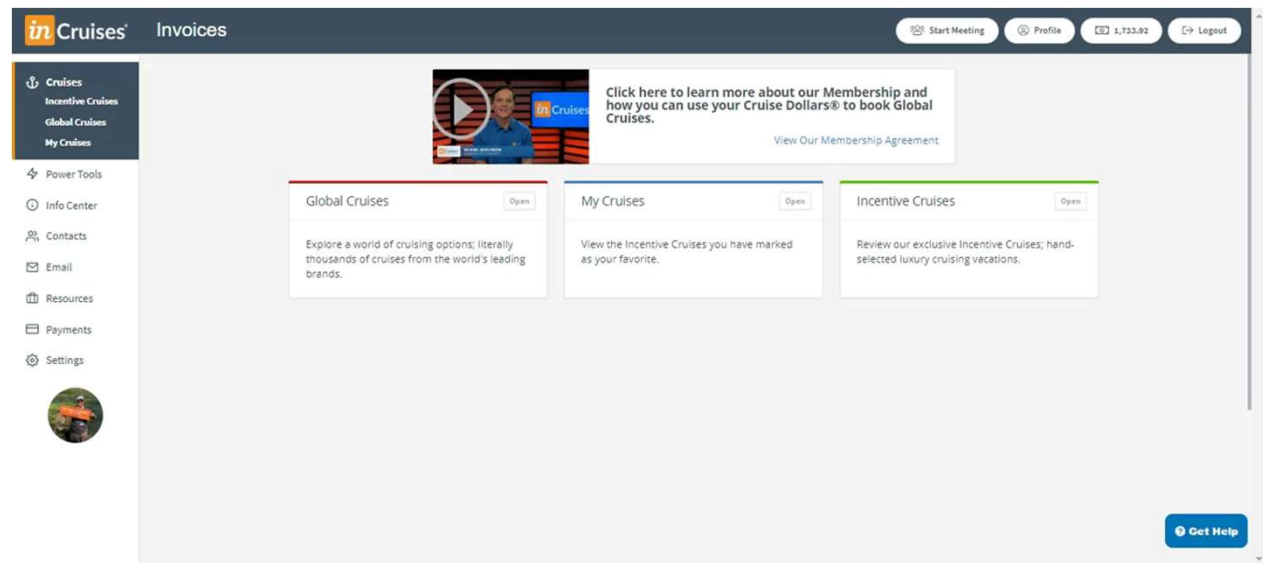 in Cruises®
Invoices
Start Meeting
Profile
1,733.92
Logout
Cruises
Incentive Cruises
Global Cruises
My Cruises
Power Tools
Info Center
Contacts
Email
Resources
Payments
Settings
in Cruises
Click here to learn more about our Membership and
how you can use your Cruise Dollars® to book Global
Cruises.
View Our Membership Agreement
Global Cruises
Open
Explore a world of cruising options; literally
thousands of cruises from the world's leading
brands.
My Cruises
Open
View the Incentive Cruises you have marked
as your favorite.
Incentive Cruises
Open
Review our exclusive Incentive Cruises; hand-
selected luxury cruising vacations.
Get Help